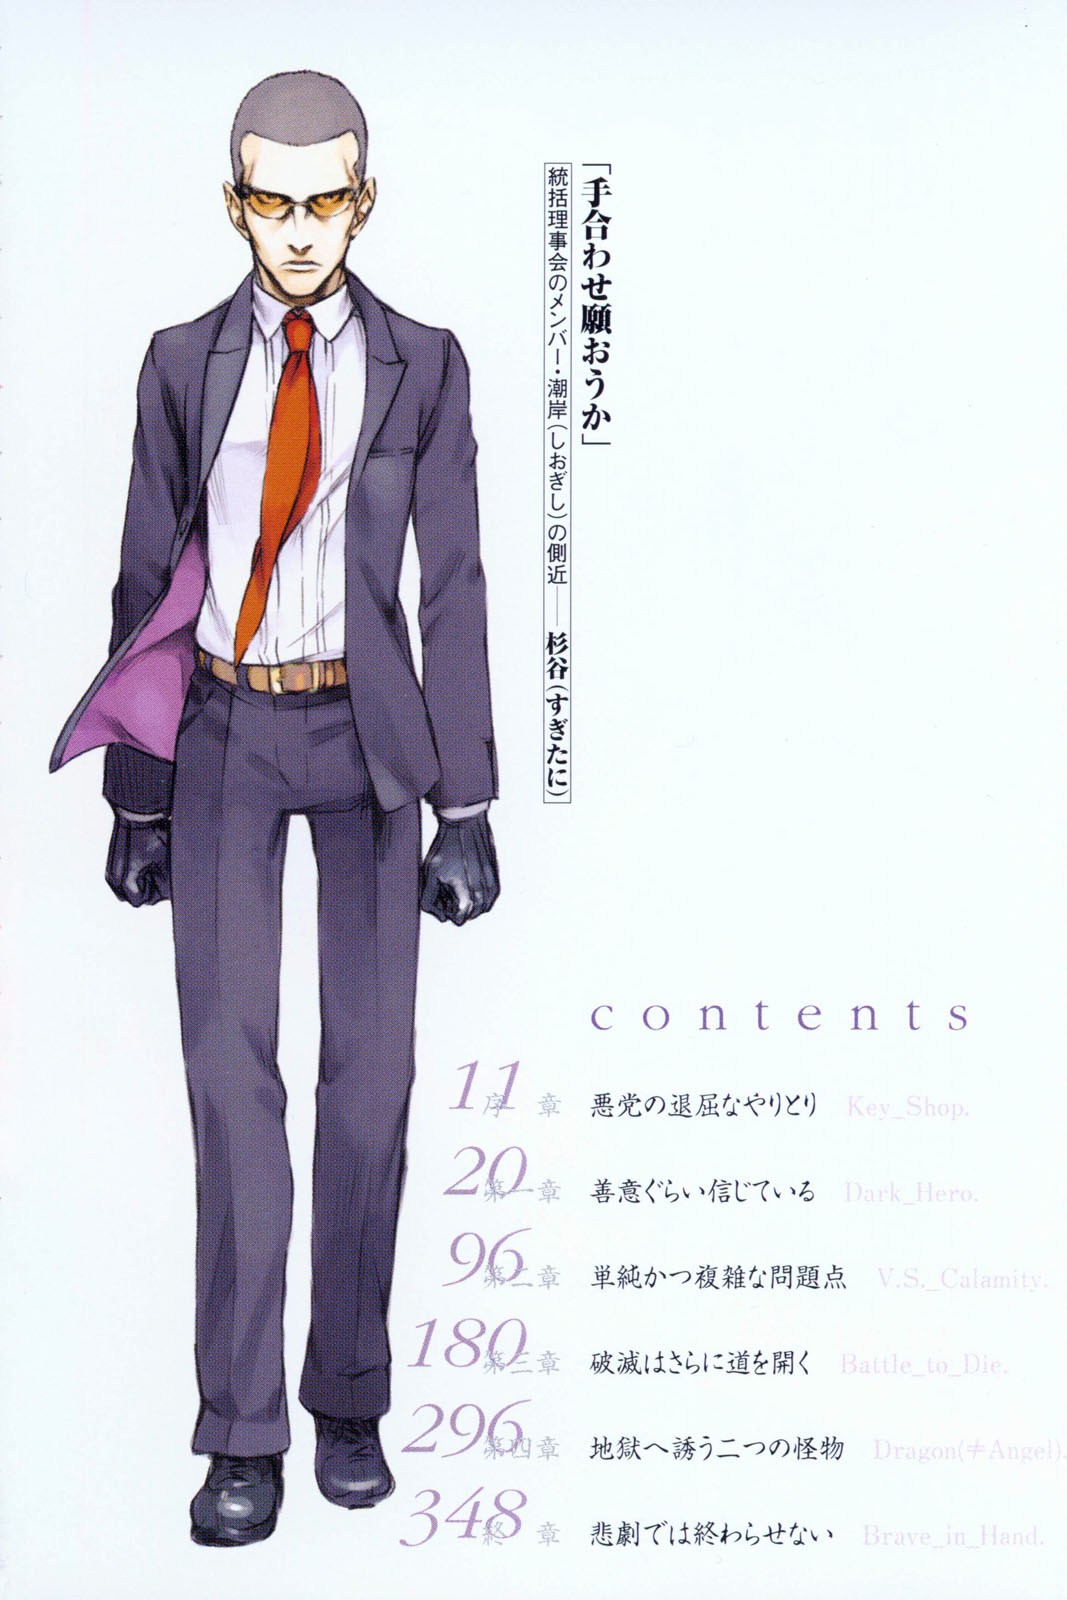 「手合わせ願おうか」
統括理事会のメンバー・潮岸(しおぎし)の側近――杉谷(すぎたに)
contents
11 序章 悪党の退屈なやりとり Key_Shop.
20 第一章 善意ぐらい信じている Dark_Hero.
96 第二章 単純かつ複雑な問題点 V.S._Calamity.
180 第三章 破滅はさらに道を開く Battle_to_Die.
296 第四章 地獄へ誘う二つの怪物 Dragon(≠Angel).
348 終章 悲劇では終わらせない Brave_in_Hand.